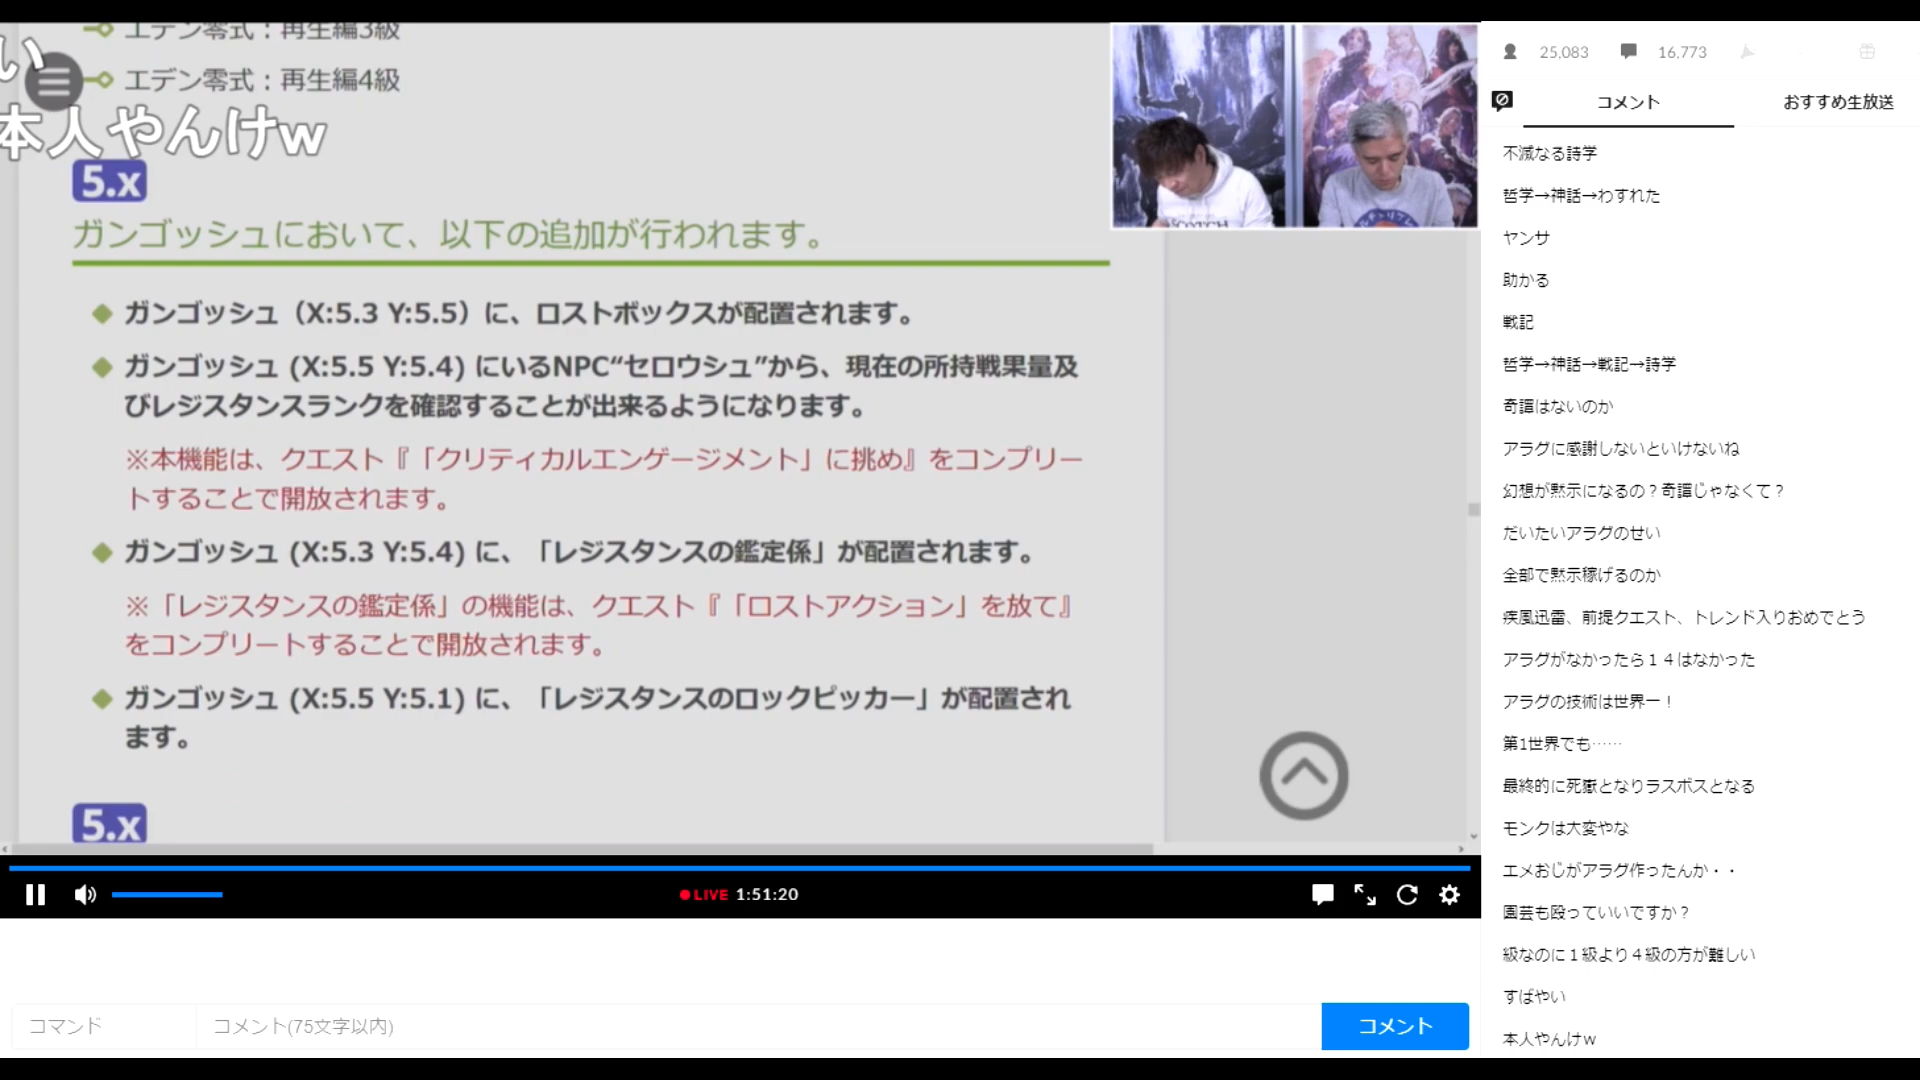 エデン零式：再生編3級
い
エデン零式：再生編4級
本人やんけw
5.x
ガンゴッシュにおいて、以下の追加が行われます。
ガンゴッシュ（X:5.3 Y:5.5）に、ロストボックスが配置されます。
ガンゴッシュ (X:5.5 Y:5.4) にいるNPC“セロウシュ”から、現在の所持戦果量及
びレジスタンスランクを確認することが出来るようになります。
※本機能は、クエスト『「クリティカルエンゲージメント」に挑め』をコンプリー
トすることで開放されます。
ガンゴッシュ (X:5.3 Y:5.4) に、「レジスタンスの鑑定係」が配置されます。
※「レジスタンスの鑑定係」の機能は、クエスト『「ロストアクション」を放て』
をコンプリートすることで開放されます。
ガンゴッシュ (X:5.5 Y:5.1) に、「レジスタンスのロックピッカー」が配置され
ます。
5.x
LIVE 1:51:20
コマンド
コメント(75文字以内)
コメント
25,083
16,773
コメント
おすすめ生放送
不滅なる詩学
哲学→神話→わすれた
ヤンサ
助かる
戦記
哲学→神話→戦記→詩学
奇譚はないのか
アラグに感謝しないといけないね
幻想が黙示になるの？奇譚じゃなくて？
だいたいアラグのせい
全部で黙示稼げるのか
疾風迅雷、前提クエスト、トレンド入りおめでとう
アラグがなかったら１４はなかった
アラグの技術は世界一！
第1世界でも……
最終的に死嶽となりラスボスとなる
モンクは大変やな
エメおじがアラグ作ったんか・・
園芸も殴っていいですか？
級なのに１級より４級の方が難しい
すばやい
本人やんけｗ